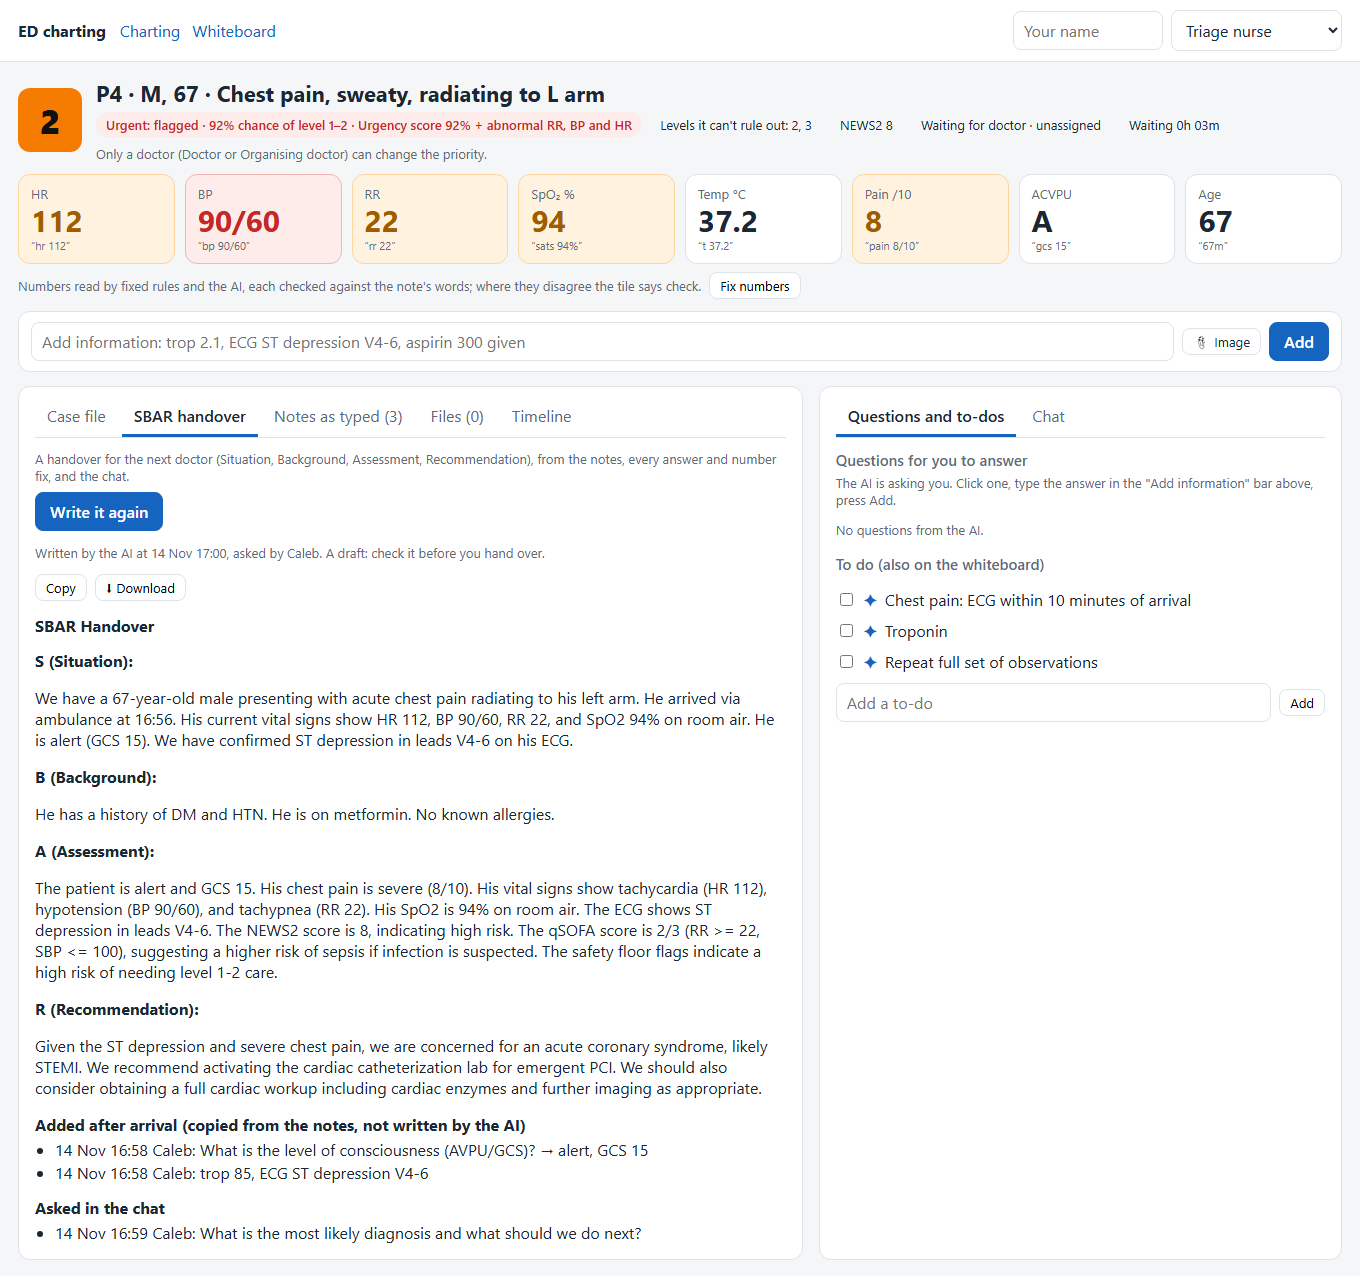 ED charting Charting Whiteboard Your name Triage nurse
2
P4 · M, 67 · Chest pain, sweaty, radiating to L arm
Urgent: flagged · 92% chance of level 1–2 · Urgency score 92% + abnormal RR, BP and HR Levels it can't rule out: 2, 3 NEWS2 8 Waiting for doctor · unassigned Waiting 0h 03m
Only a doctor (Doctor or Organising doctor) can change the priority.
HR
112
"hr 112"
BP
90/60
"bp 90/60"
RR
22
"rr 22"
SpO₂ %
94
"sats 94%"
Temp °C
37.2
"t 37.2"
Pain /10
8
"pain 8/10"
ACVPU
A
"gcs 15"
Age
67
"67m"
Numbers read by fixed rules and the AI, each checked against the note's words; where they disagree the tile says check. Fix numbers
Add information: trop 2.1, ECG ST depression V4-6, aspirin 300 given Image Add
Case file SBAR handover Notes as typed (3) Files (0) Timeline
A handover for the next doctor (Situation, Background, Assessment, Recommendation), from the notes, every answer and number
fix, and the chat.
Write it again
Written by the AI at 14 Nov 17:00, asked by Caleb. A draft: check it before you hand over.
Copy ⬇ Download
SBAR Handover
S (Situation):
We have a 67-year-old male presenting with acute chest pain radiating to his left arm. He arrived via
ambulance at 16:56. His current vital signs show HR 112, BP 90/60, RR 22, and SpO2 94% on room air. He
is alert (GCS 15). We have confirmed ST depression in leads V4-6 on his ECG.
B (Background):
He has a history of DM and HTN. He is on metformin. No known allergies.
A (Assessment):
The patient is alert and GCS 15. His chest pain is severe (8/10). His vital signs show tachycardia (HR 112),
hypotension (BP 90/60), and tachypnea (RR 22). His SpO2 is 94% on room air. The ECG shows ST
depression in leads V4-6. The NEWS2 score is 8, indicating high risk. The qSOFA score is 2/3 (RR >= 22,
SBP <= 100), suggesting a higher risk of sepsis if infection is suspected. The safety floor flags indicate a
high risk of needing level 1-2 care.
R (Recommendation):
Given the ST depression and severe chest pain, we are concerned for an acute coronary syndrome, likely
STEMI. We recommend activating the cardiac catheterization lab for emergent PCI. We should also
consider obtaining a full cardiac workup including cardiac enzymes and further imaging as appropriate.
Added after arrival (copied from the notes, not written by the AI)
• 14 Nov 16:58 Caleb: What is the level of consciousness (AVPU/GCS)? → alert, GCS 15
• 14 Nov 16:58 Caleb: trop 85, ECG ST depression V4-6
Asked in the chat
• 14 Nov 16:59 Caleb: What is the most likely diagnosis and what should we do next?
Questions and to-dos Chat
Questions for you to answer
The AI is asking you. Click one, type the answer in the "Add information" bar above,
press Add.
No questions from the AI.
To do (also on the whiteboard)
✦ Chest pain: ECG within 10 minutes of arrival
✦ Troponin
✦ Repeat full set of observations
Add a to-do Add